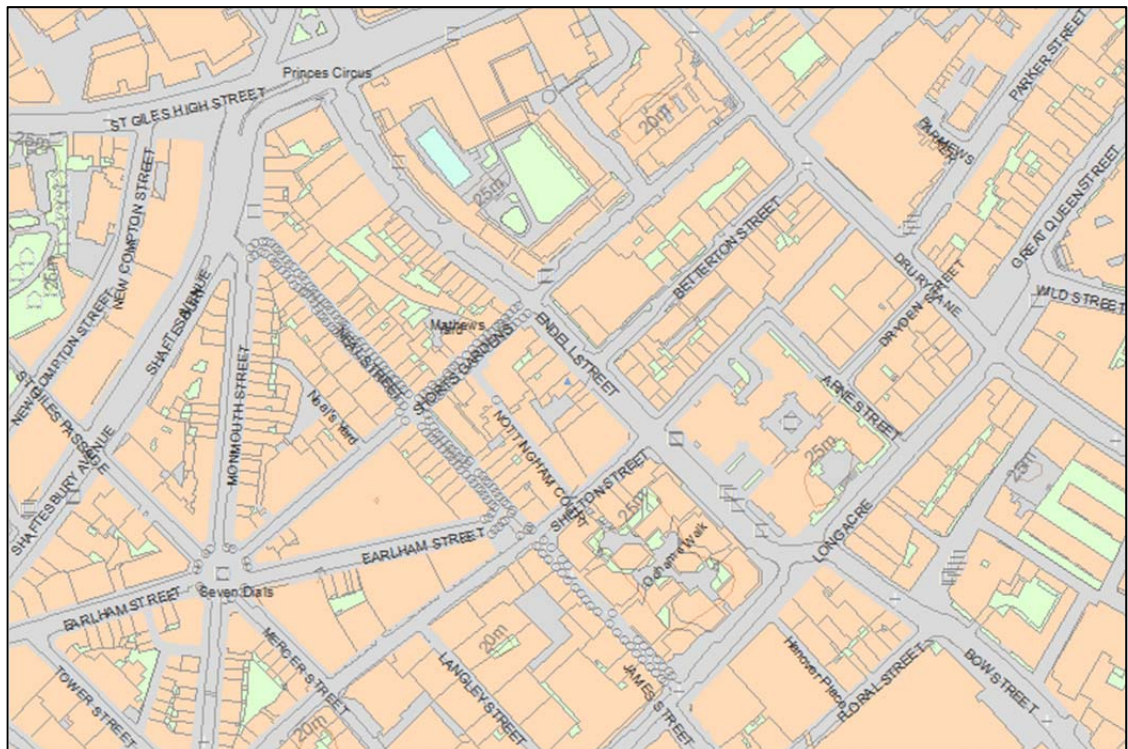 Princes Circus
ST GILES HIGH STREET
PARKER STREET
20m
25m
25m
NEW COMPTON STREET
GREAT QUEEN STREET
BETTERTON STREET
DRURY LANE
WILD STREET
DRYDEN STREET
SHAFTESBURY AVENUE
NEW COMPTON STREET
Mathews
Yard
NEAL STREET
SHORTS GARDENS
ENDELL STREET
ARNE STREET
ST GILES PASSAGE
MONMOUTH STREET
Neal's Yard
NOTTINGHAM COURT
SHELTON STREET
25m
25m
25m
SHAFTESBURY AVENUE
EARLHAM STREET
Odhams Walk
LONG ACRE
Seven Dials
EARLHAM STREET
MERCER STREET
TOWER STREET
20m
LANGLEY STREET
JAMES STREET
Hanover Place
FLORAL STREET
BOW STREET
20m